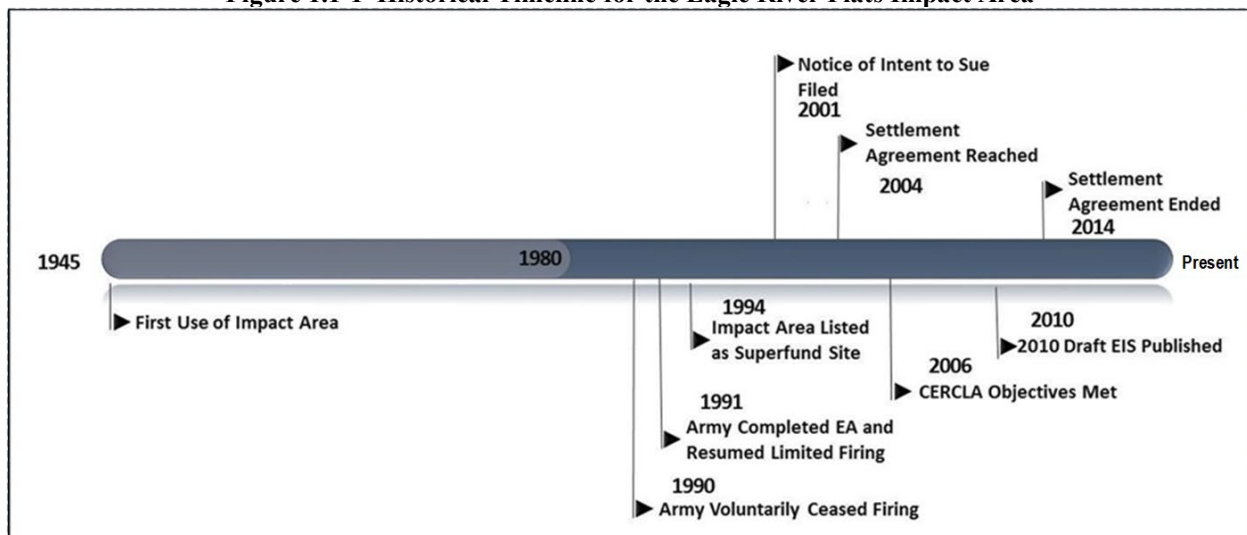 Figure 1.1-1 Historical Timeline for the Eagle River Flats Impact Area
Notice of Intent to Sue
Filed
2001
Settlement
Agreement Reached
2004
Settlement
Agreement Ended
2014
1945
1980
Present
First Use of Impact Area
1994
Impact Area Listed
as Superfund Site
2010
2010 Draft EIS Published
2006
CERCLA Objectives Met
1991
Army Completed EA and
Resumed Limited Firing
1990
Army Voluntarily Ceased Firing